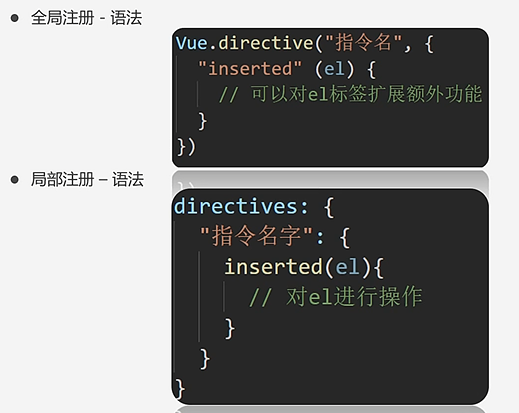 ● 全局注册 - 语法
Vue.directive("指令名", {
"inserted" (el) {
// 可以对el标签扩展额外功能
}
})
● 局部注册 – 语法
directives: {
"指令名字": {
inserted(el){
// 对el进行操作
}
}
}